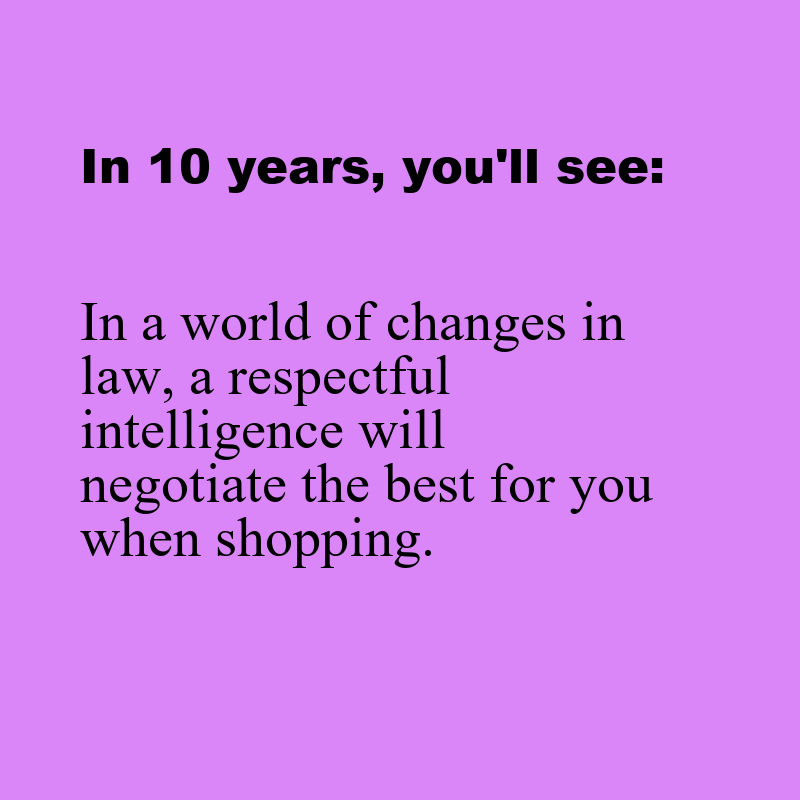 In 10 years, you'll see:
In a world of changes in
law, a respectful
intelligence will
negotiate the best for you
when shopping.